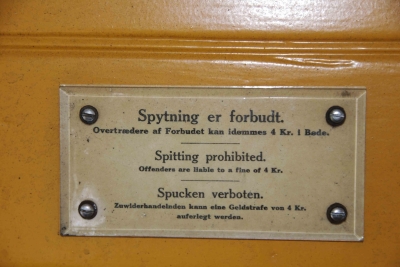 Spytning er forbudt.
Overtrædere af Forbudet kan idømmes 4 Kr. i Bøde.
Spitting prohibited.
Offenders are liable to a fine of 4 Kr.
Spucken verboten.
Zuwiderhandelnden kann eine Geldstrafe von 4 Kr.
auferlegt werden.